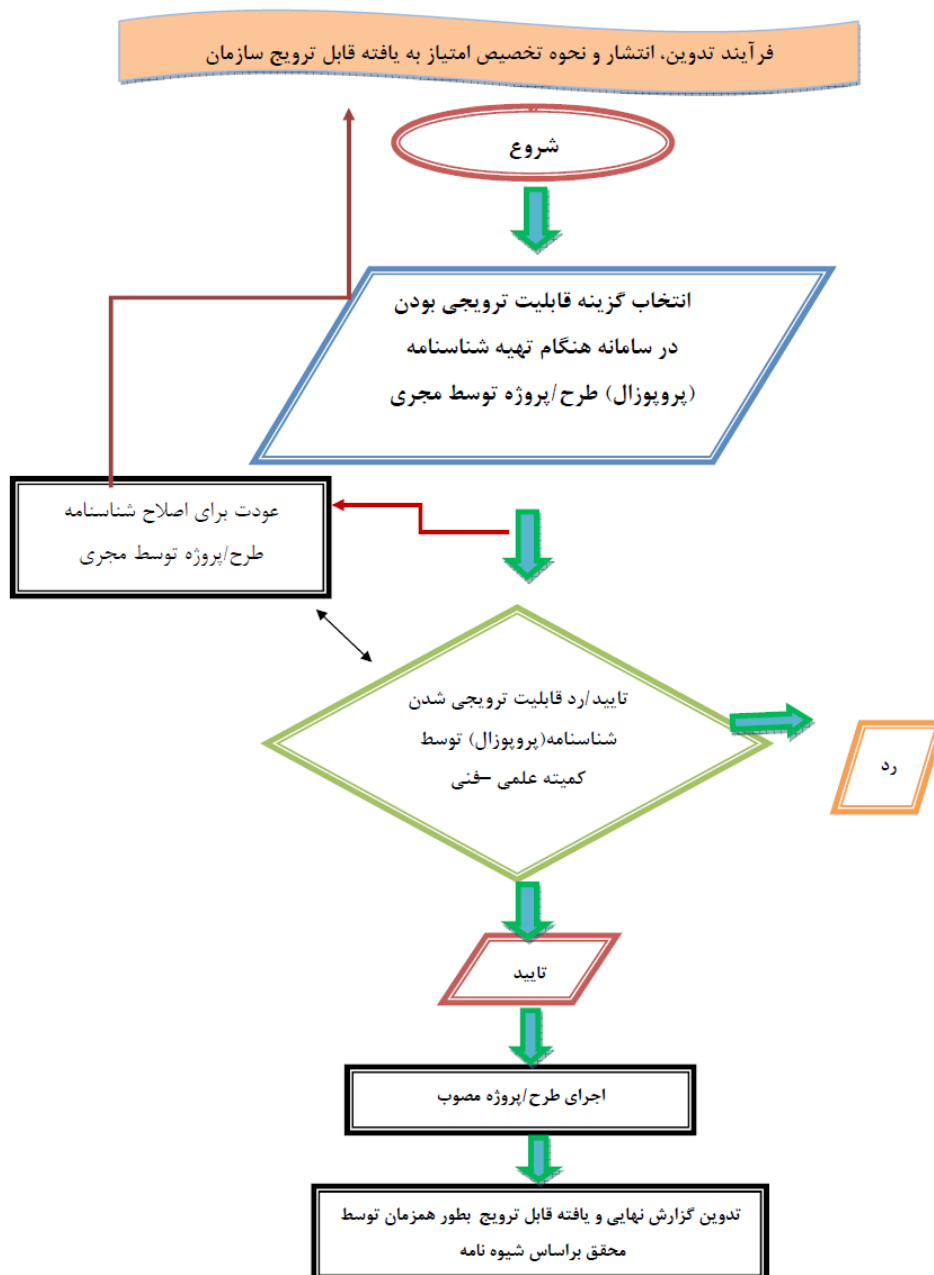 فرآیند تدوین، انتشار و نحوه تخصیص امتیاز به یافته قابل ترویج سازمان
شروع
انتخاب گزینه قابلیت ترویجی بودن
در سامانه هنگام تهیه شناسنامه
(پروپوزال) طرح/پروژه توسط مجری
عودت برای اصلاح شناسنامه
طرح/پروژه توسط مجری
تایید/رد قابلیت ترویجی شدن
شناسنامه(پروپوزال) توسط
کمیته علمی –فنی
رد
تایید
اجرای طرح/پروژه مصوب
تدوین گزارش نهایی و یافته قابل ترویج بطور همزمان توسط
محقق براساس شیوه نامه